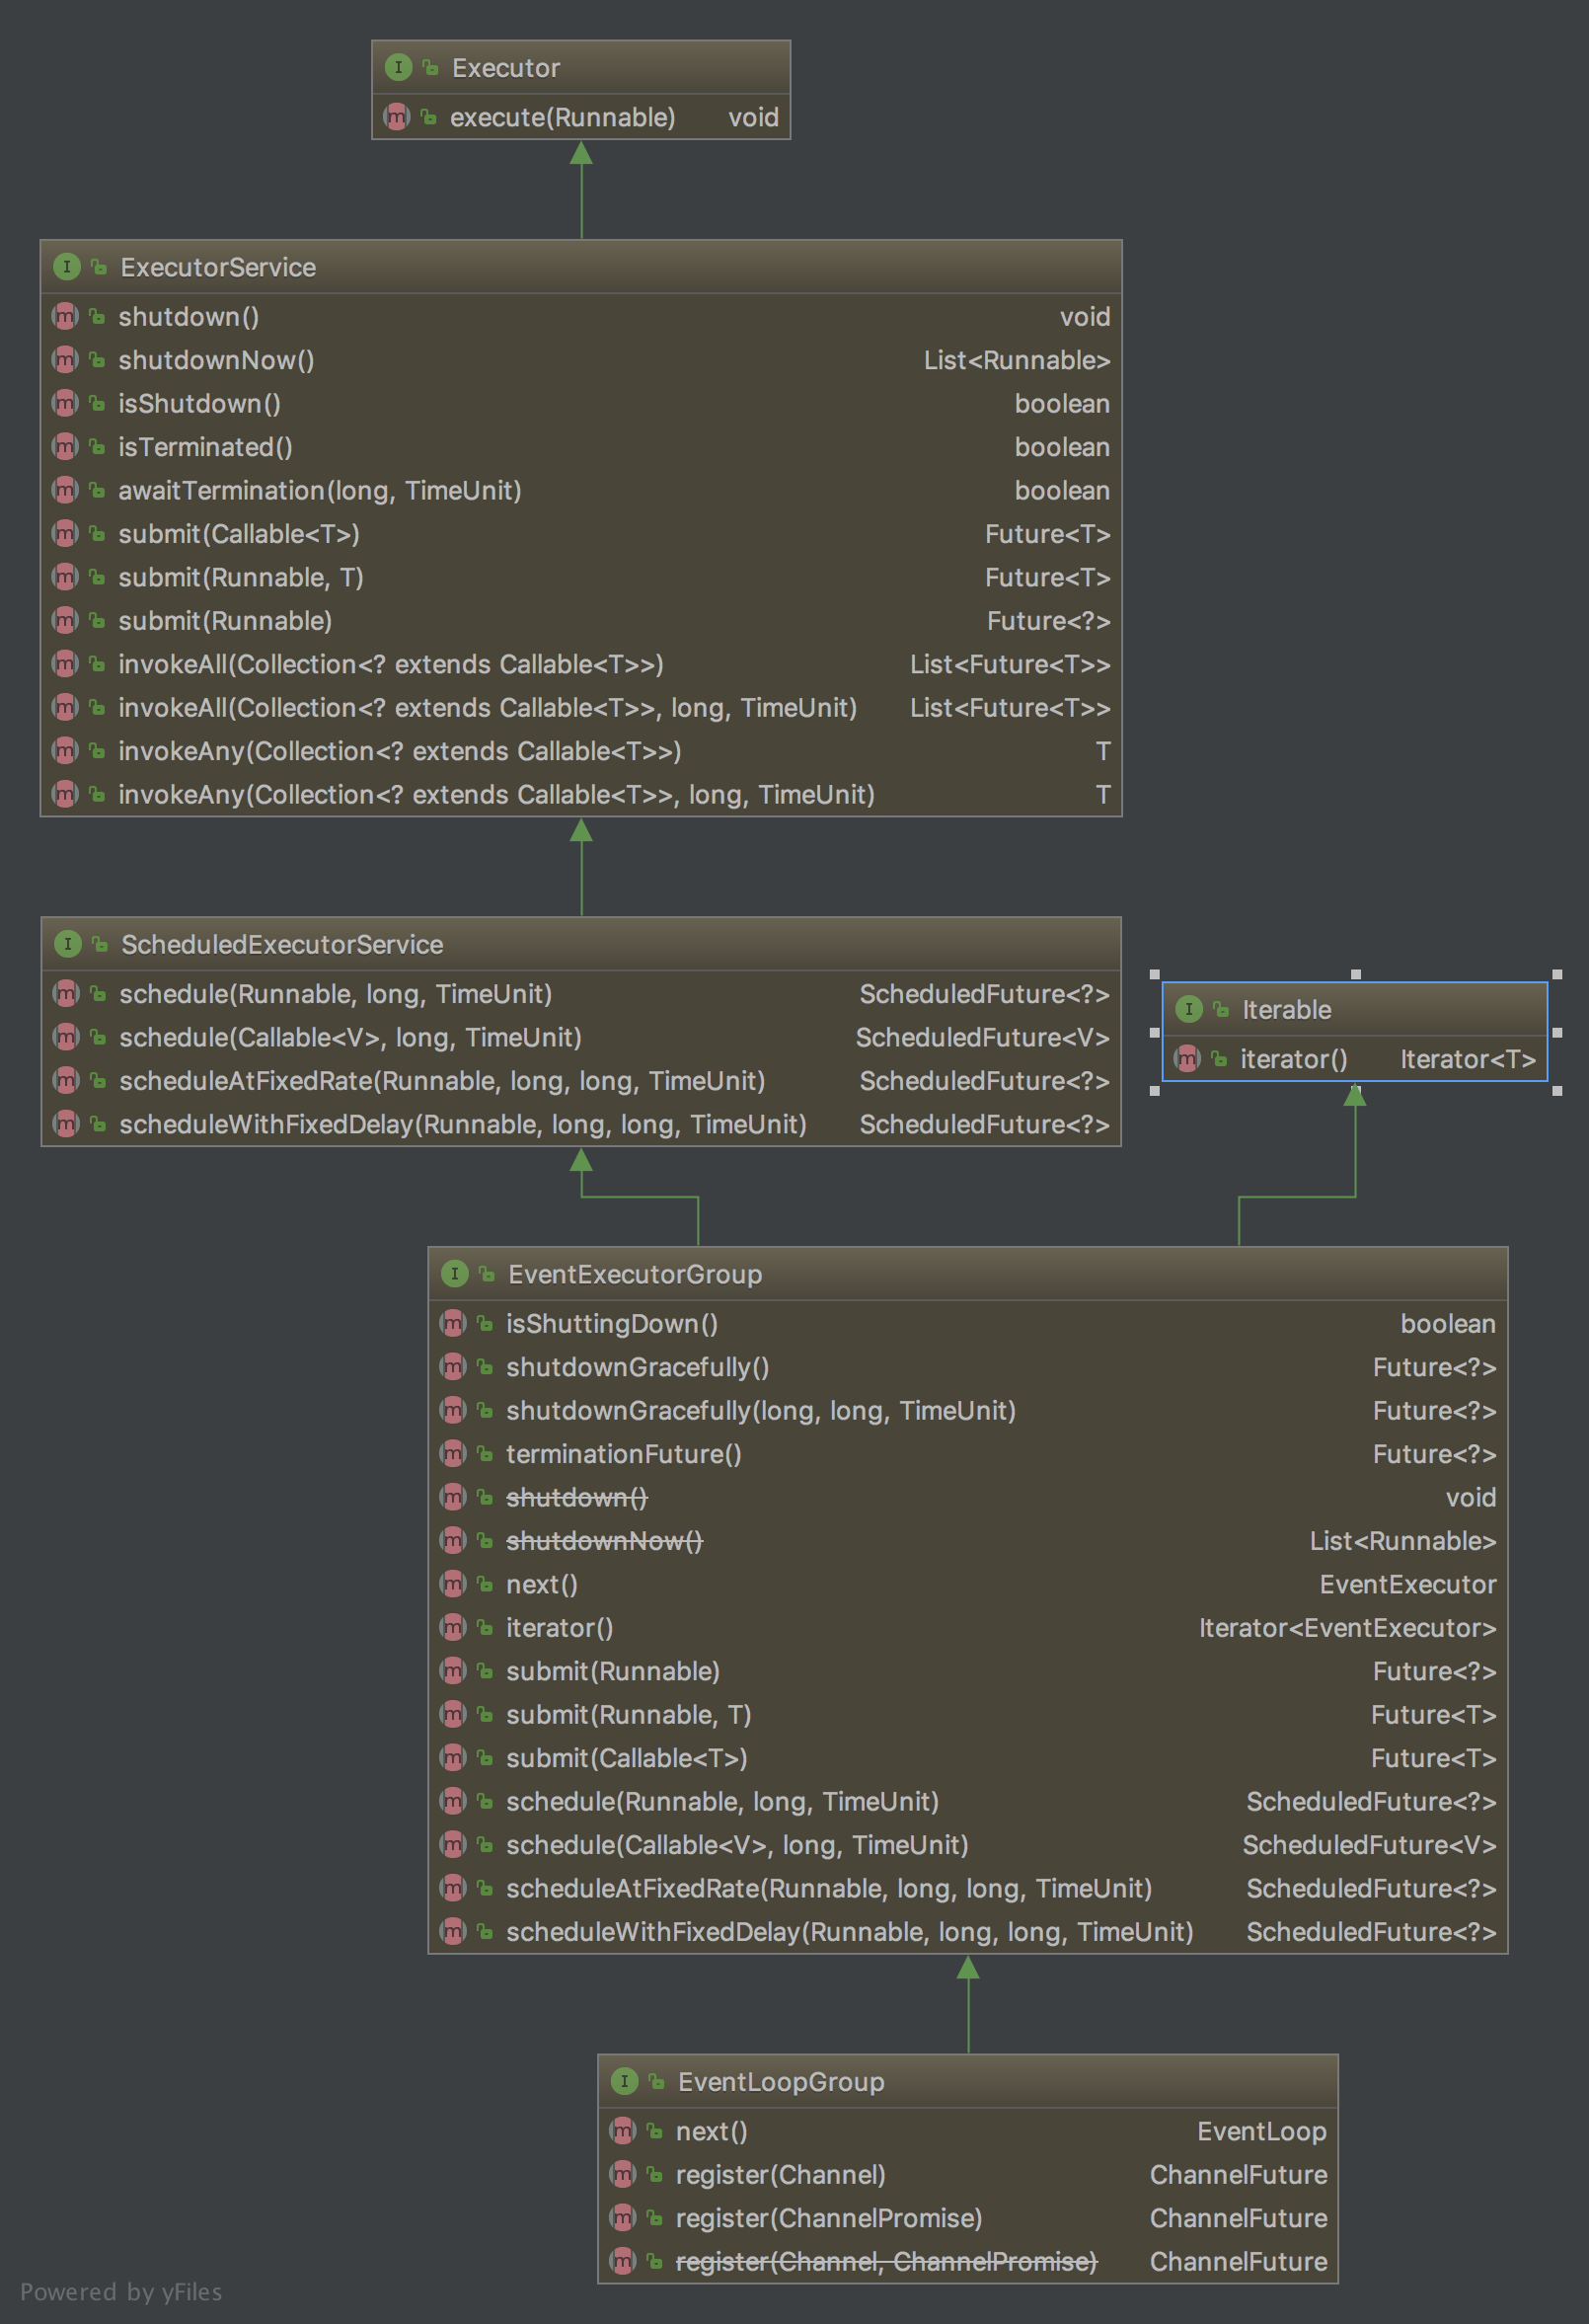 Executor
execute(Runnable) void
ExecutorService
shutdown() void
shutdownNow() List<Runnable>
isShutdown() boolean
isTerminated() boolean
awaitTermination(long, TimeUnit) boolean
submit(Callable<T>) Future<T>
submit(Runnable, T) Future<T>
submit(Runnable) Future<?>
invokeAll(Collection<? extends Callable<T>>) List<Future<T>>
invokeAll(Collection<? extends Callable<T>>, long, TimeUnit) List<Future<T>>
invokeAny(Collection<? extends Callable<T>>) T
invokeAny(Collection<? extends Callable<T>>, long, TimeUnit) T
ScheduledExecutorService
schedule(Runnable, long, TimeUnit) ScheduledFuture<?>
schedule(Callable<V>, long, TimeUnit) ScheduledFuture<V>
scheduleAtFixedRate(Runnable, long, long, TimeUnit) ScheduledFuture<?>
scheduleWithFixedDelay(Runnable, long, long, TimeUnit) ScheduledFuture<?>
Iterable
iterator() Iterator<T>
EventExecutorGroup
isShuttingDown() boolean
shutdownGracefully() Future<?>
shutdownGracefully(long, long, TimeUnit) Future<?>
terminationFuture() Future<?>
shutdown() void
shutdownNow() List<Runnable>
next() EventExecutor
iterator() Iterator<EventExecutor>
submit(Runnable) Future<?>
submit(Runnable, T) Future<T>
submit(Callable<T>) Future<T>
schedule(Runnable, long, TimeUnit) ScheduledFuture<?>
schedule(Callable<V>, long, TimeUnit) ScheduledFuture<V>
scheduleAtFixedRate(Runnable, long, long, TimeUnit) ScheduledFuture<?>
scheduleWithFixedDelay(Runnable, long, long, TimeUnit) ScheduledFuture<?>
EventLoopGroup
next() EventLoop
register(Channel) ChannelFuture
register(ChannelPromise) ChannelFuture
register(Channel, ChannelPromise) ChannelFuture
Powered by yFiles